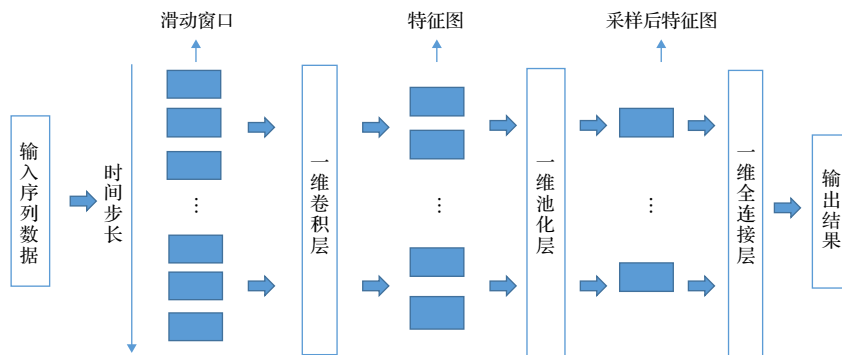 滑动窗口
特征图
采样后特征图
输入序列数据
时间步长
⋮
一维卷积层
⋮
一维池化层
⋮
一维全连接层
输出结果